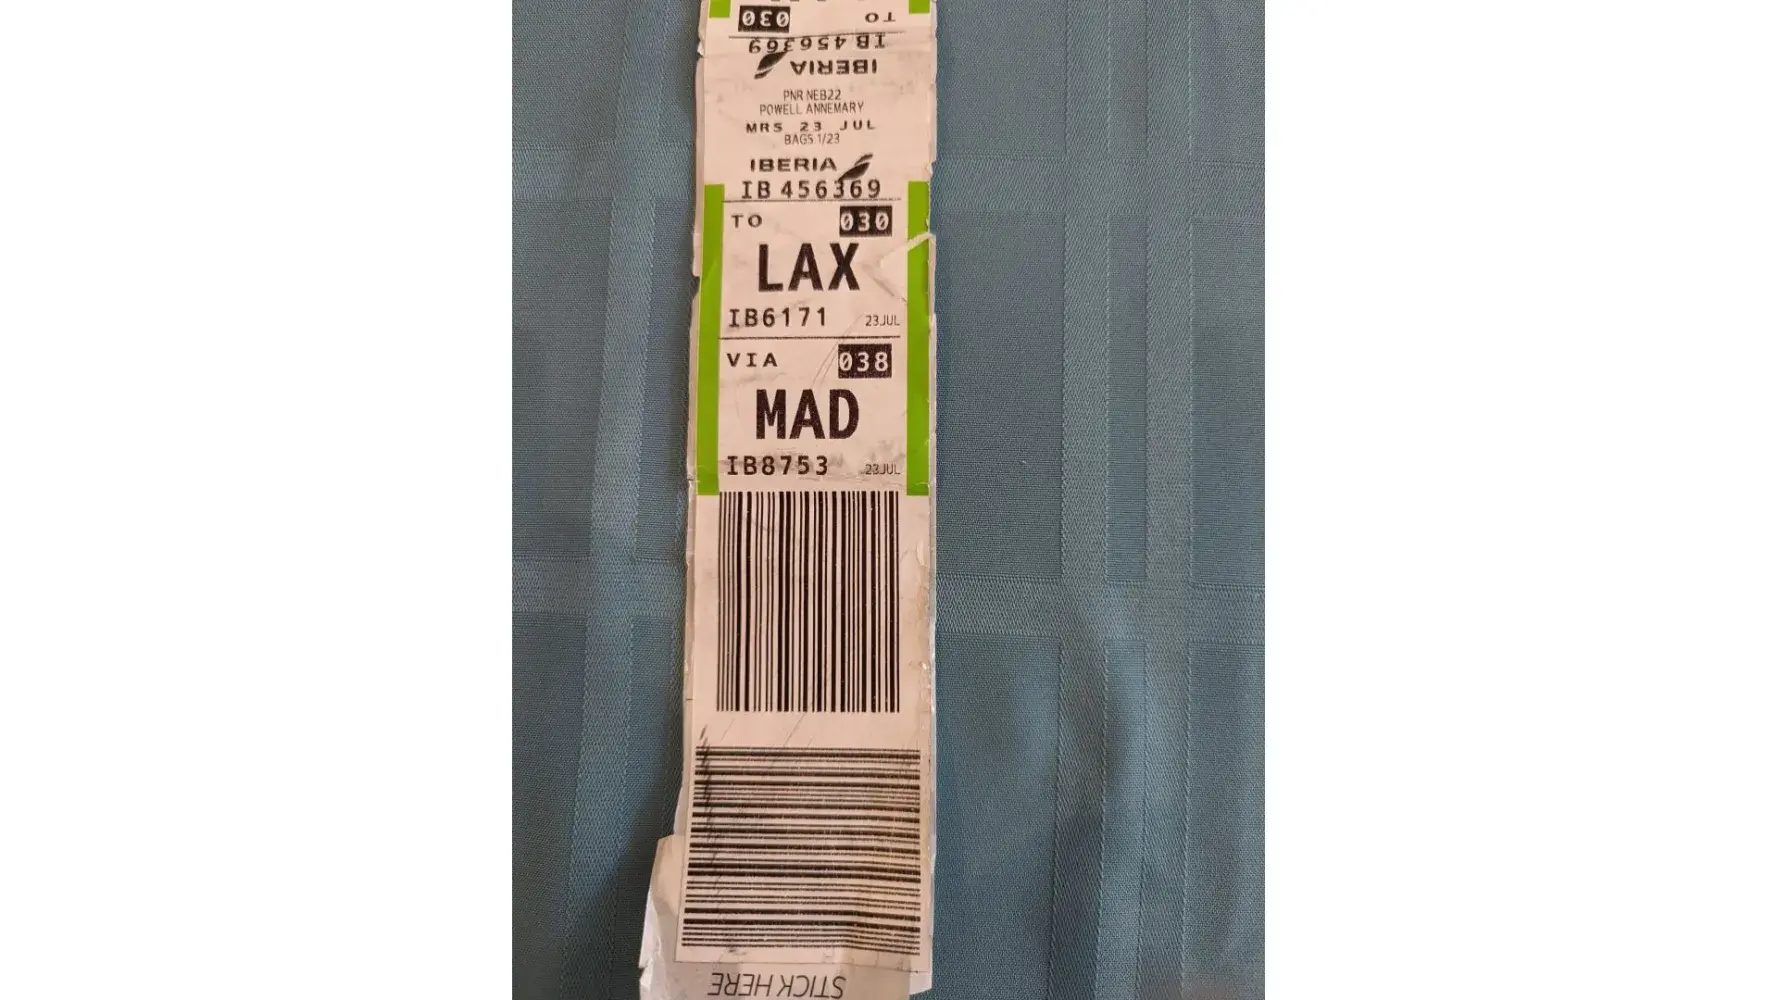 TO 030
IB 456369
IBERIA
PNR NEB22
POWELL ANNEMARY
MRS 23 JUL
BAGS 1/23
IBERIA
IB 456369
TO 030
LAX
IB6171 23JUL
VIA 038
MAD
IB8753 23JUL
STICK HERE